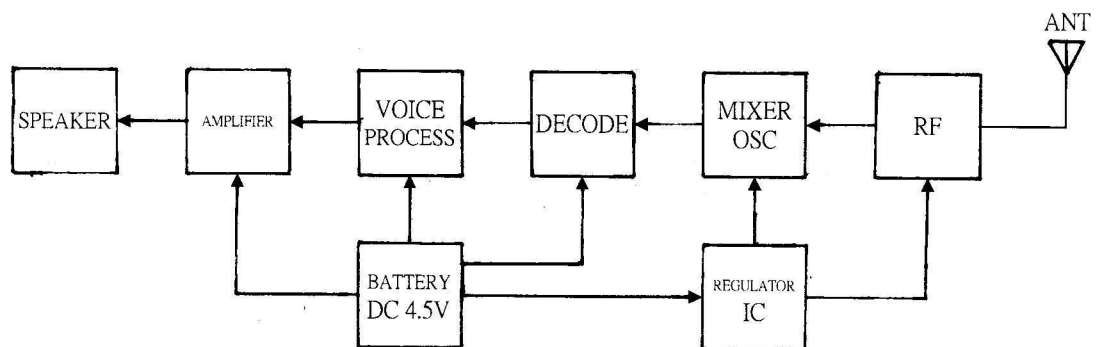 ANT
SPEAKER
AMPLIFIER
VOICE
PROCESS
DECODE
MIXER
OSC
RF
BATTERY
DC 4.5V
REGULATOR
IC